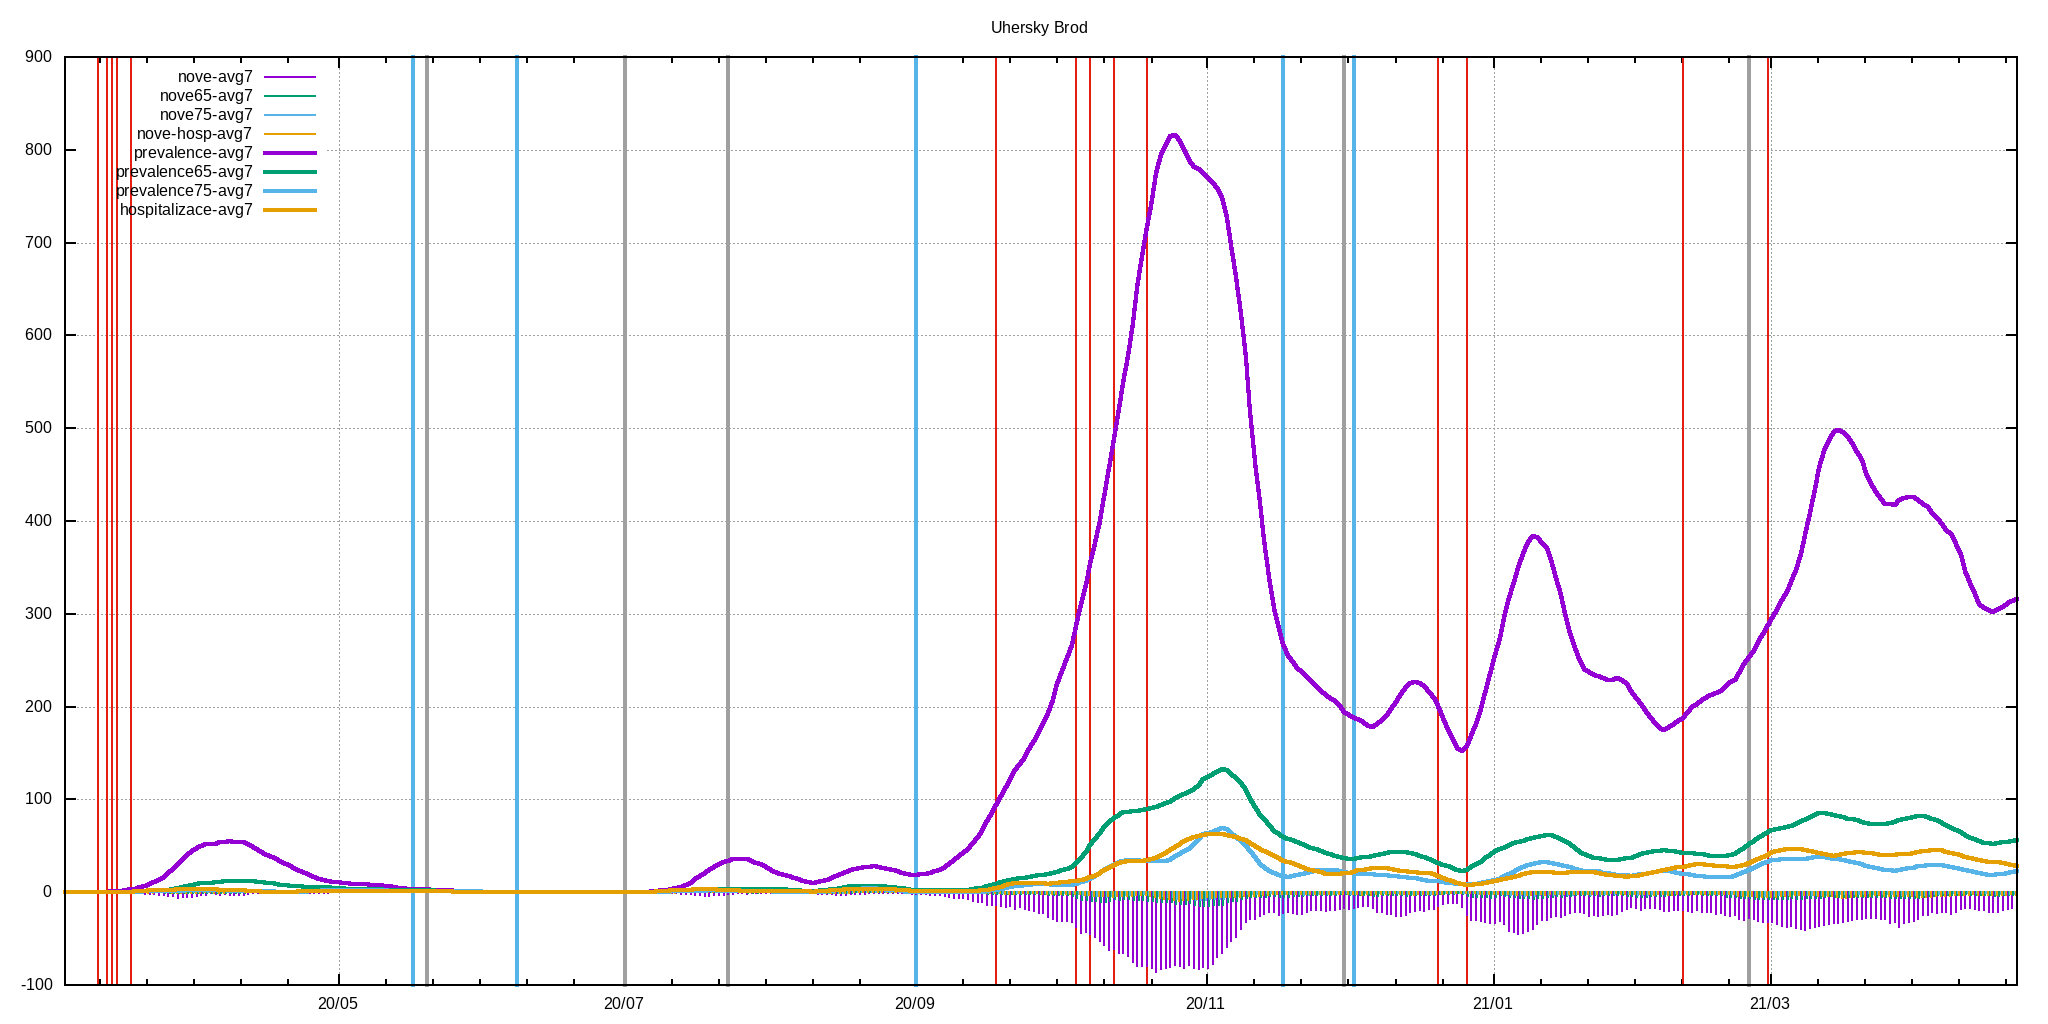 Uhersky Brod
900
800
700
600
500
400
300
200
100
0
-100
nove-avg7
nove65-avg7
nove75-avg7
nove-hosp-avg7
prevalence-avg7
prevalence65-avg7
prevalence75-avg7
hospitalizace-avg7
20/05 20/07 20/09 20/11 21/01 21/03